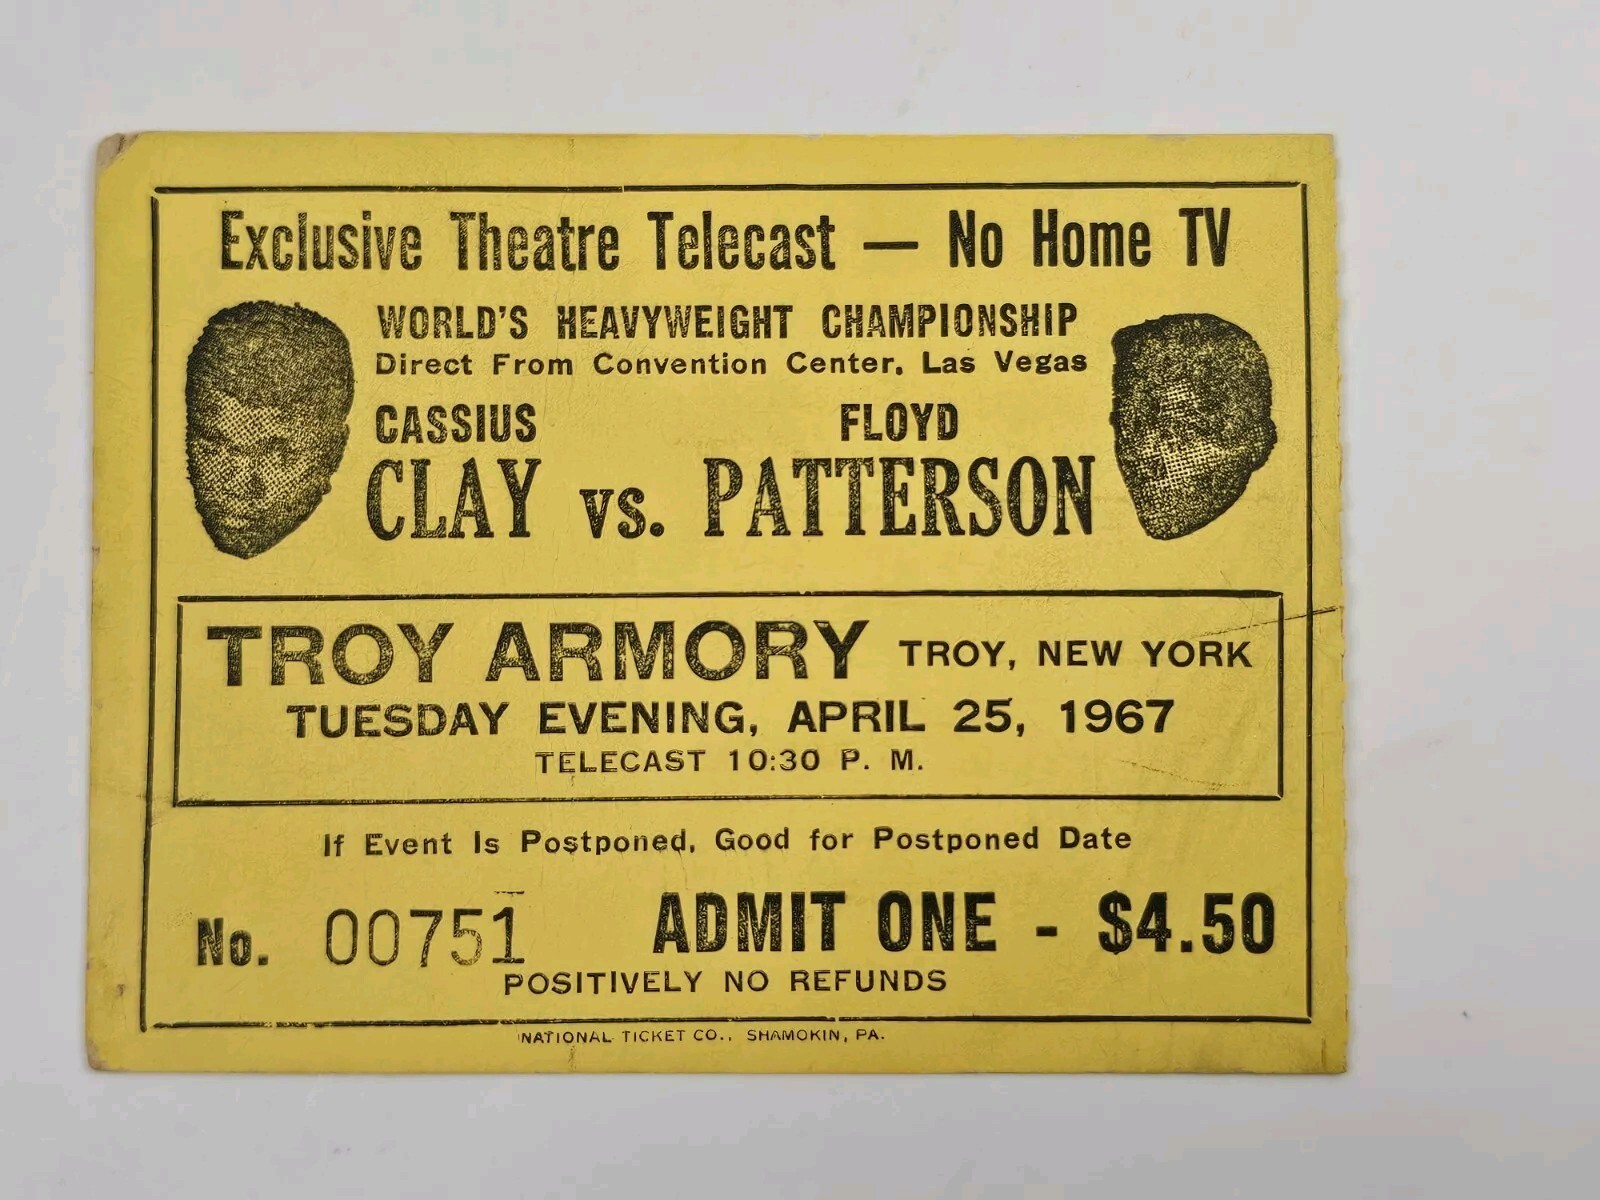 Exclusive Theatre Telecast — No Home TV
WORLD'S HEAVYWEIGHT CHAMPIONSHIP
Direct From Convention Center, Las Vegas
CASSIUS FLOYD
CLAY vs. PATTERSON
TROY ARMORY TROY, NEW YORK
TUESDAY EVENING, APRIL 25, 1967
TELECAST 10:30 P. M.
If Event Is Postponed, Good for Postponed Date
No. 00751 ADMIT ONE - $4.50
POSITIVELY NO REFUNDS
NATIONAL TICKET CO., SHAMOKIN, PA.